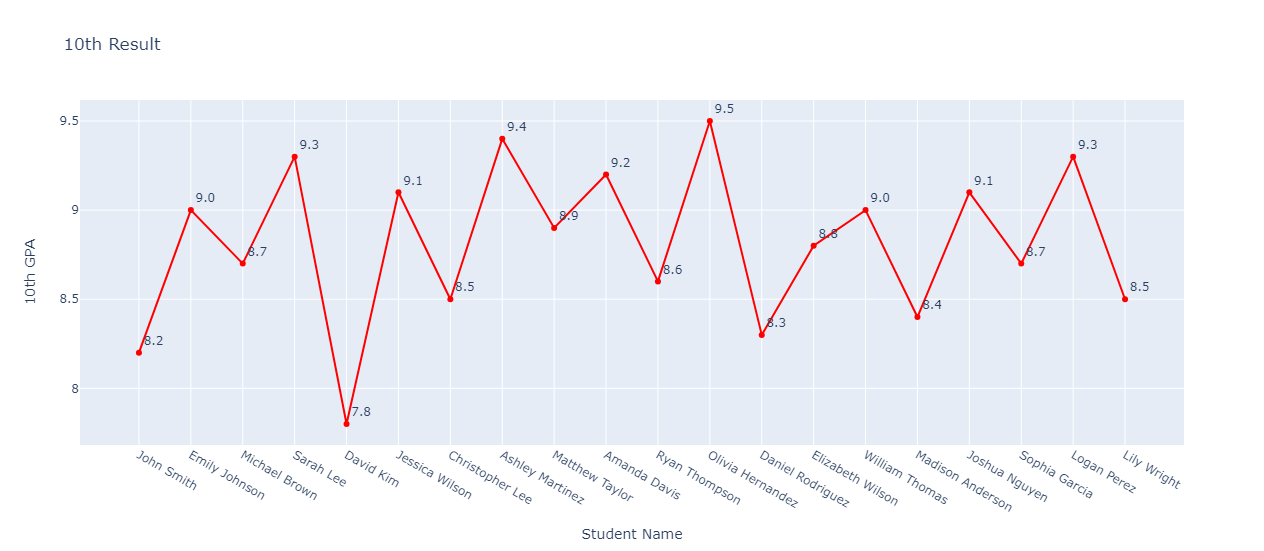 10th Result
10th GPA
9.5
9
8.5
8
8.2
9.0
8.7
9.3
7.8
9.1
8.5
9.4
8.9
9.2
8.6
9.5
8.3
8.8
9.0
8.4
9.1
8.7
9.3
8.5
John Smith
Emily Johnson
Michael Brown
Sarah Lee
David Kim
Jessica Wilson
Christopher Lee
Ashley Martinez
Matthew Taylor
Amanda Davis
Ryan Thompson
Olivia Hernandez
Daniel Rodriguez
Elizabeth Wilson
William Thomas
Madison Anderson
Joshua Nguyen
Sophia Garcia
Logan Perez
Lily Wright
Student Name